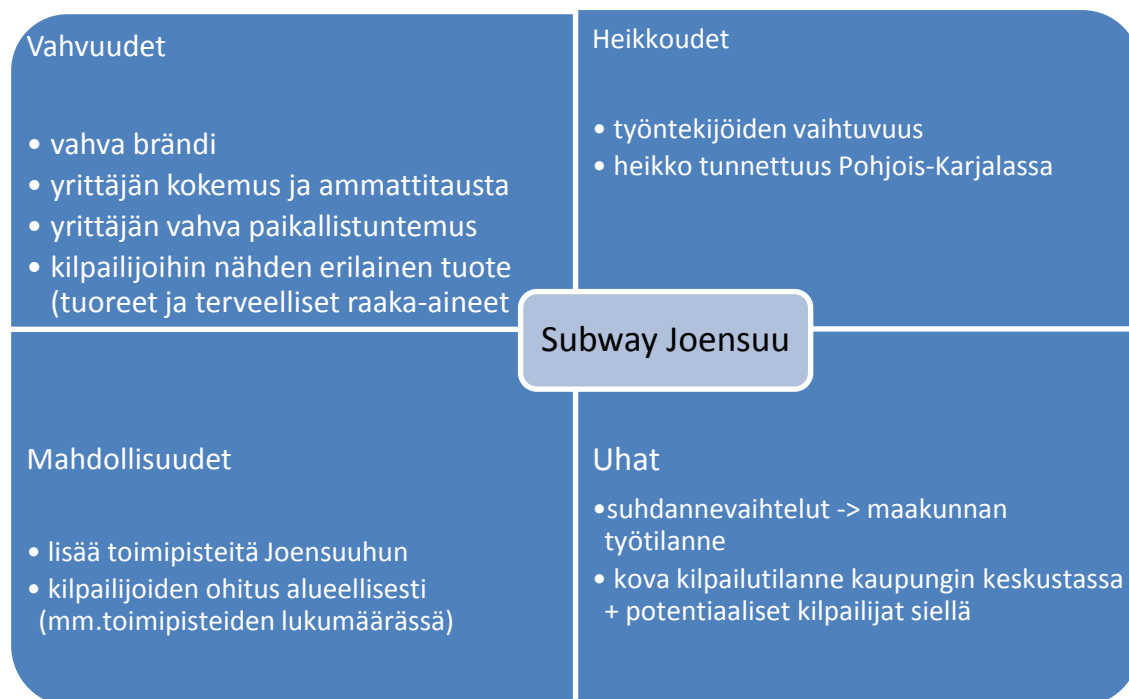 Vahvuudet
• vahva brändi
• yrittäjän kokemus ja ammattitausta
• yrittäjän vahva paikallistuntemus
• kilpailijoihin nähden erilainen tuote
(tuoreet ja terveelliset raaka-aineet
Heikkoudet
• työntekijöiden vaihtuvuus
• heikko tunnettuus Pohjois-Karjalassa
Subway Joensuu
Mahdollisuudet
• lisää toimipisteitä Joensuuhun
• kilpailijoiden ohitus alueellisesti
(mm.toimipisteiden lukumäärässä)
Uhat
•suhdannevaihtelut -> maakunnan
työtilanne
• kova kilpailutilanne kaupungin keskustassa
+ potentiaaliset kilpailijat siellä